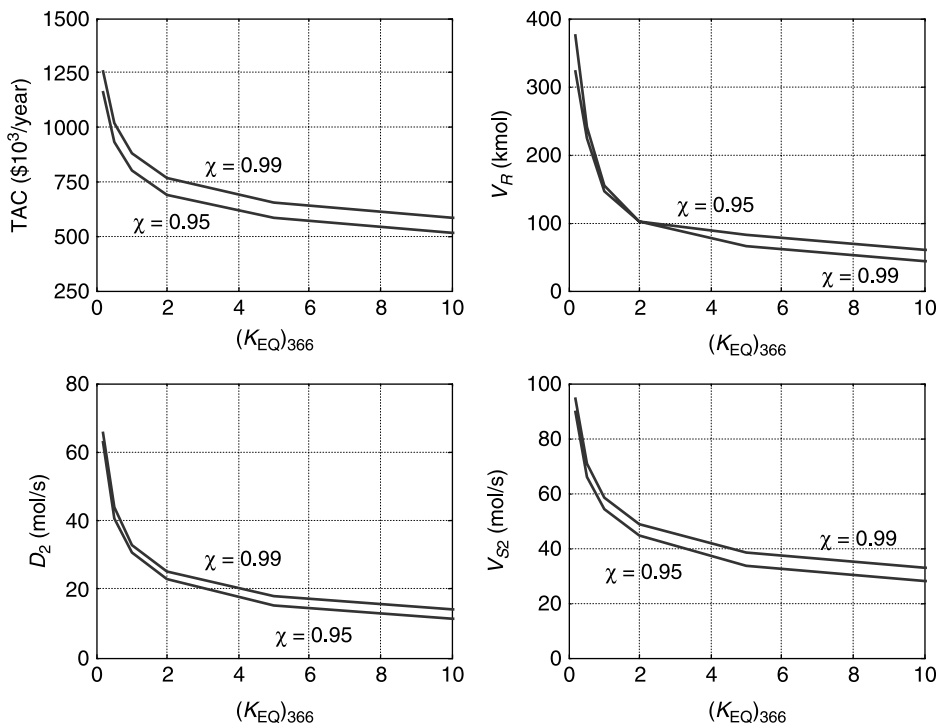 TAC ($10³/year)
1500
1250
1000
750
500
250
0
2
4
6
8
10
χ = 0.99
χ = 0.95
(K_EQ)366
V_R (kmol)
400
300
200
100
0
0
2
4
6
8
10
χ = 0.95
χ = 0.99
(K_EQ)366
D₂ (mol/s)
80
60
40
20
0
0
2
4
6
8
10
χ = 0.99
χ = 0.95
(K_EQ)366
V_S2 (mol/s)
100
80
60
40
20
0
0
2
4
6
8
10
χ = 0.99
χ = 0.95
(K_EQ)366